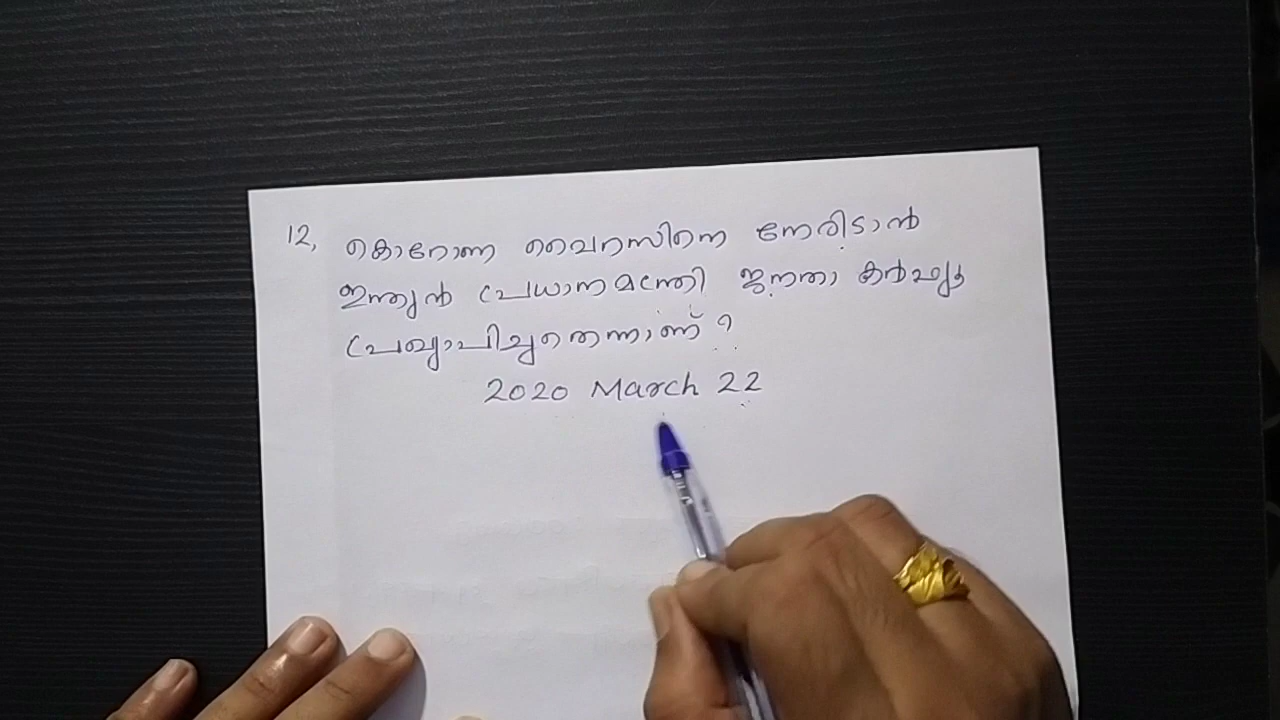 12, കൊറോണ വൈറസിനെ നേരിടാൻ
ഇന്ത്യൻ പ്രധാനമന്ത്രി ജനതാ കർഫ്യൂ
പ്രഖ്യാപിച്ചതെന്നാണ് ?
2020 March 22